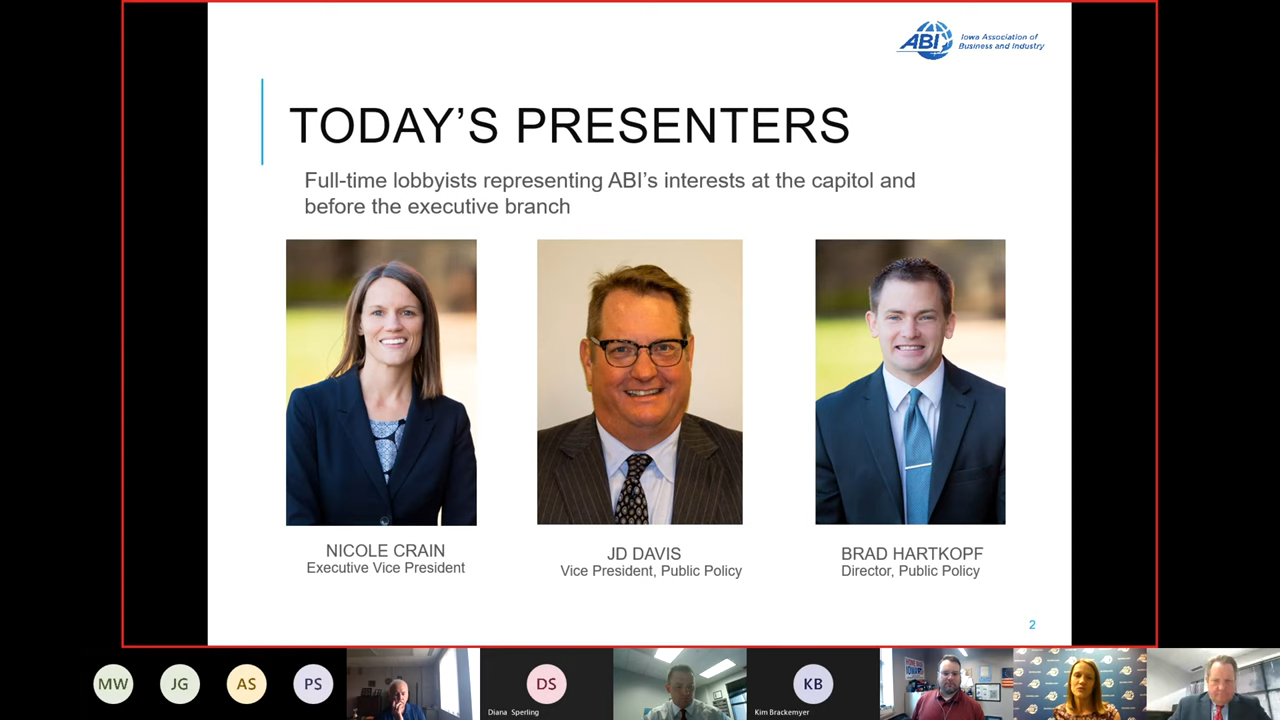 ABI
Iowa Association of
Business and Industry
TODAY'S PRESENTERS
Full-time lobbyists representing ABI's interests at the capitol and
before the executive branch
NICOLE CRAIN
Executive Vice President
JD DAVIS
Vice President, Public Policy
BRAD HARTKOPF
Director, Public Policy
2
MW
JG
AS
PS
DS
Diana Sperling
KB
Kim Brackemyer